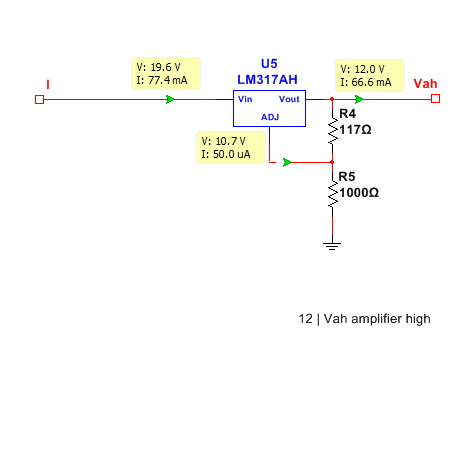 V: 19.6 V
I: 77.4 mA
U5
LM317AH
V: 12.0 V
I: 66.6 mA
I
Vah
Vin
Vout
ADJ
R4
117Ω
V: 10.7 V
I: 50.0 uA
R5
1000Ω
12 | Vah amplifier high